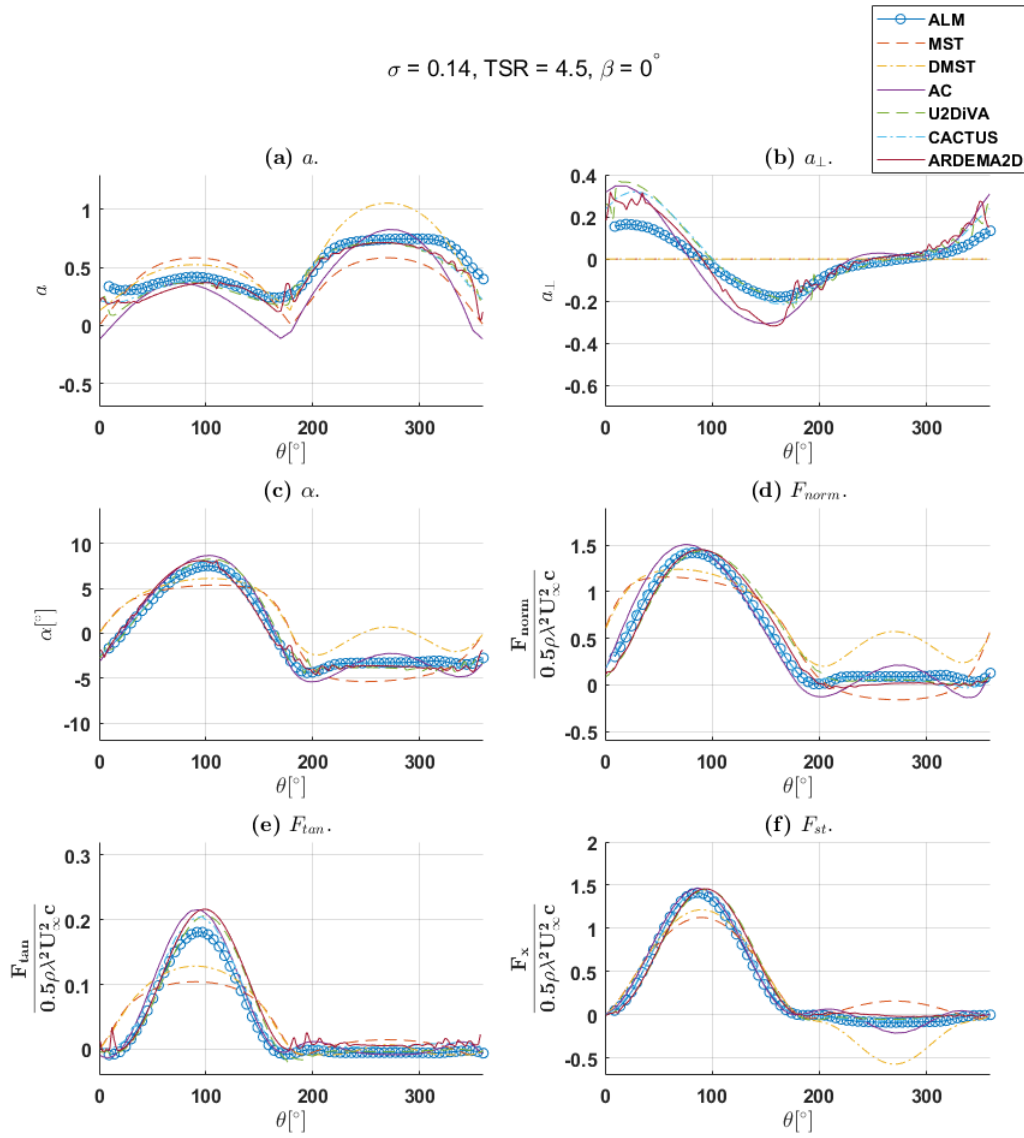 ALM
MST
DMST
AC
U2DiVA
CACTUS
ARDEMA2D
σ = 0.14, TSR = 4.5, β = 0°
(a) a.
1
0.5
0
-0.5
a
0 100 200 300
θ[°]
(b) a⊥.
0.4
0.2
0
-0.2
-0.4
-0.6
a⊥
0 100 200 300
θ[°]
(c) α.
10
5
0
-5
-10
α[°]
0 100 200 300
θ[°]
(d) Fnorm.
1.5
1
0.5
0
-0.5
Fnorm
0.5ρλ²U²∞c
0 100 200 300
θ[°]
(e) Ftan.
0.3
0.2
0.1
0
Ftan
0.5ρλ²U²∞c
0 100 200 300
θ[°]
(f) Fst.
2
1.5
1
0.5
0
-0.5
Fx
0.5ρλ²U²∞c
0 100 200 300
θ[°]